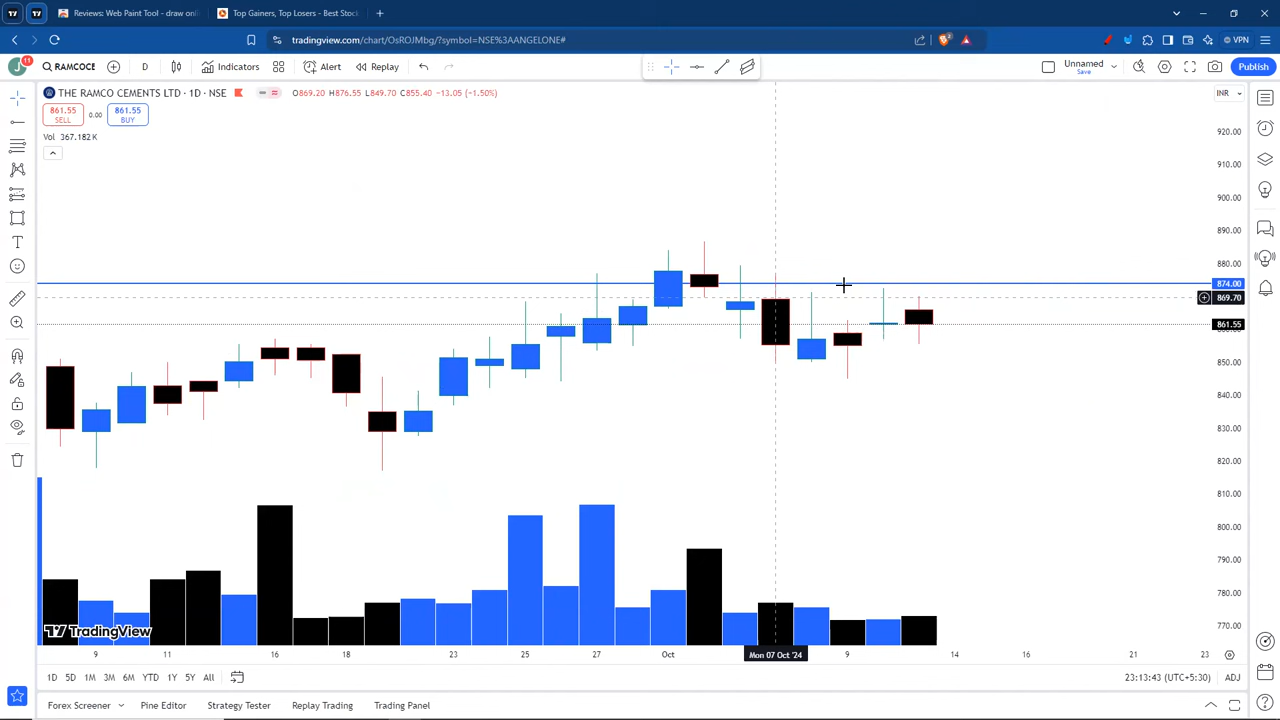 Reviews: Web Paint Tool - draw onl
Top Gainers, Top Losers - Best Stock
tradingview.com/chart/OsROJMbg/?symbol=NSE%3AANGELONE#
VPN
J 11 RAMCOCE D Indicators Alert Replay Unnamed Save Publish
THE RAMCO CEMENTS LTD · 1D · NSE O869.20 H876.55 L849.70 C855.40 −13.05 (−1.50%) INR
861.55 SELL 0.00 861.55 BUY
Vol 367.182 K
920.00
910.00
900.00
890.00
880.00
874.00
869.70
861.55
850.00
840.00
830.00
820.00
810.00
800.00
790.00
780.00
770.00
TradingView
9 11 16 18 23 25 27 Oct Mon 07 Oct '24 9 14 16 21 23
1D 5D 1M 3M 6M YTD 1Y 5Y All 23:13:43 (UTC+5:30) ADJ
Forex Screener Pine Editor Strategy Tester Replay Trading Trading Panel